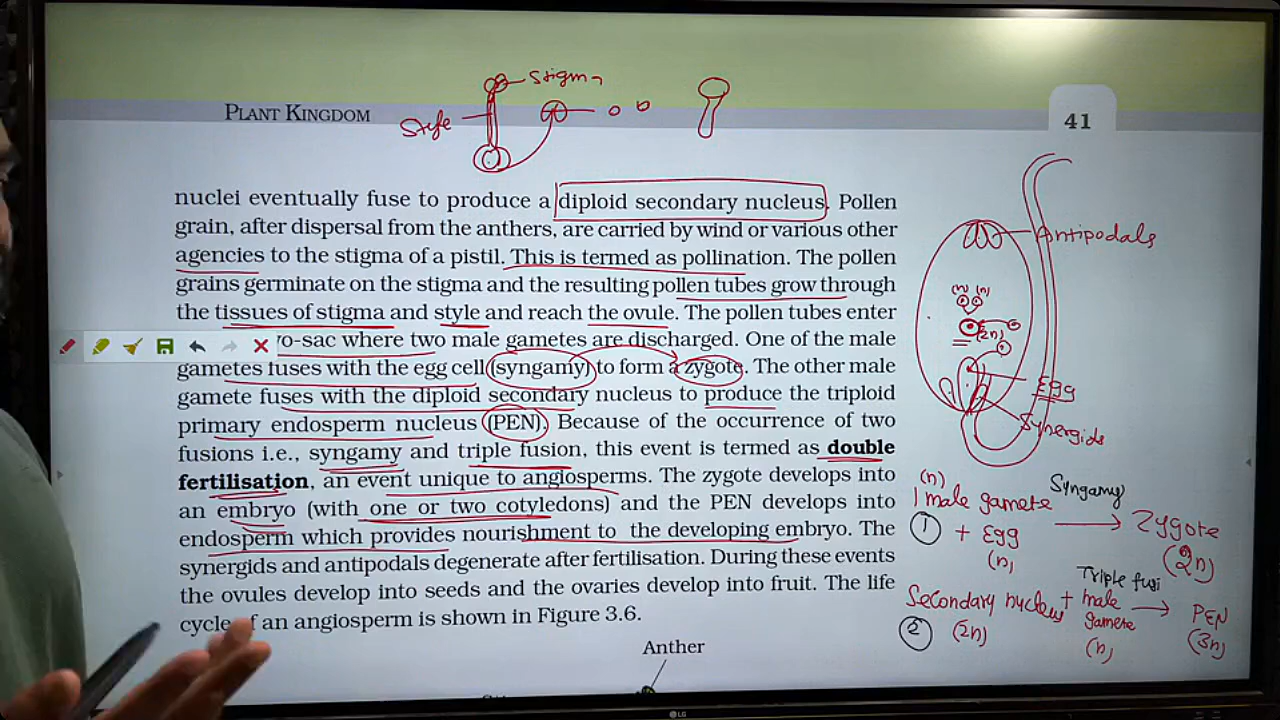 Stigma
Style
PLANT KINGDOM
41
nuclei eventually fuse to produce a diploid secondary nucleus. Pollen
grain, after dispersal from the anthers, are carried by wind or various other
agencies to the stigma of a pistil. This is termed as pollination. The pollen
grains germinate on the stigma and the resulting pollen tubes grow through
the tissues of stigma and style and reach the ovule. The pollen tubes enter
yo-sac where two male gametes are discharged. One of the male
gametes fuses with the egg cell (syngamy) to form a zygote. The other male
gamete fuses with the diploid secondary nucleus to produce the triploid
primary endosperm nucleus (PEN). Because of the occurrence of two
fusions i.e., syngamy and triple fusion, this event is termed as double
fertilisation, an event unique to angiosperms. The zygote develops into
an embryo (with one or two cotyledons) and the PEN develops into
endosperm which provides nourishment to the developing embryo. The
synergids and antipodals degenerate after fertilisation. During these events
the ovules develop into seeds and the ovaries develop into fruit. The life
cycle of an angiosperm is shown in Figure 3.6.
Anther
Antipodals
(n) (n)
(2n)
Egg
Synergids
(n)
1 male gamete Syngamy Zygote
1 + Egg (2n)
(n)
Triple fusi
Secondary nucleus + male gamete PEN
2 (2n) (n) (3n)
LG